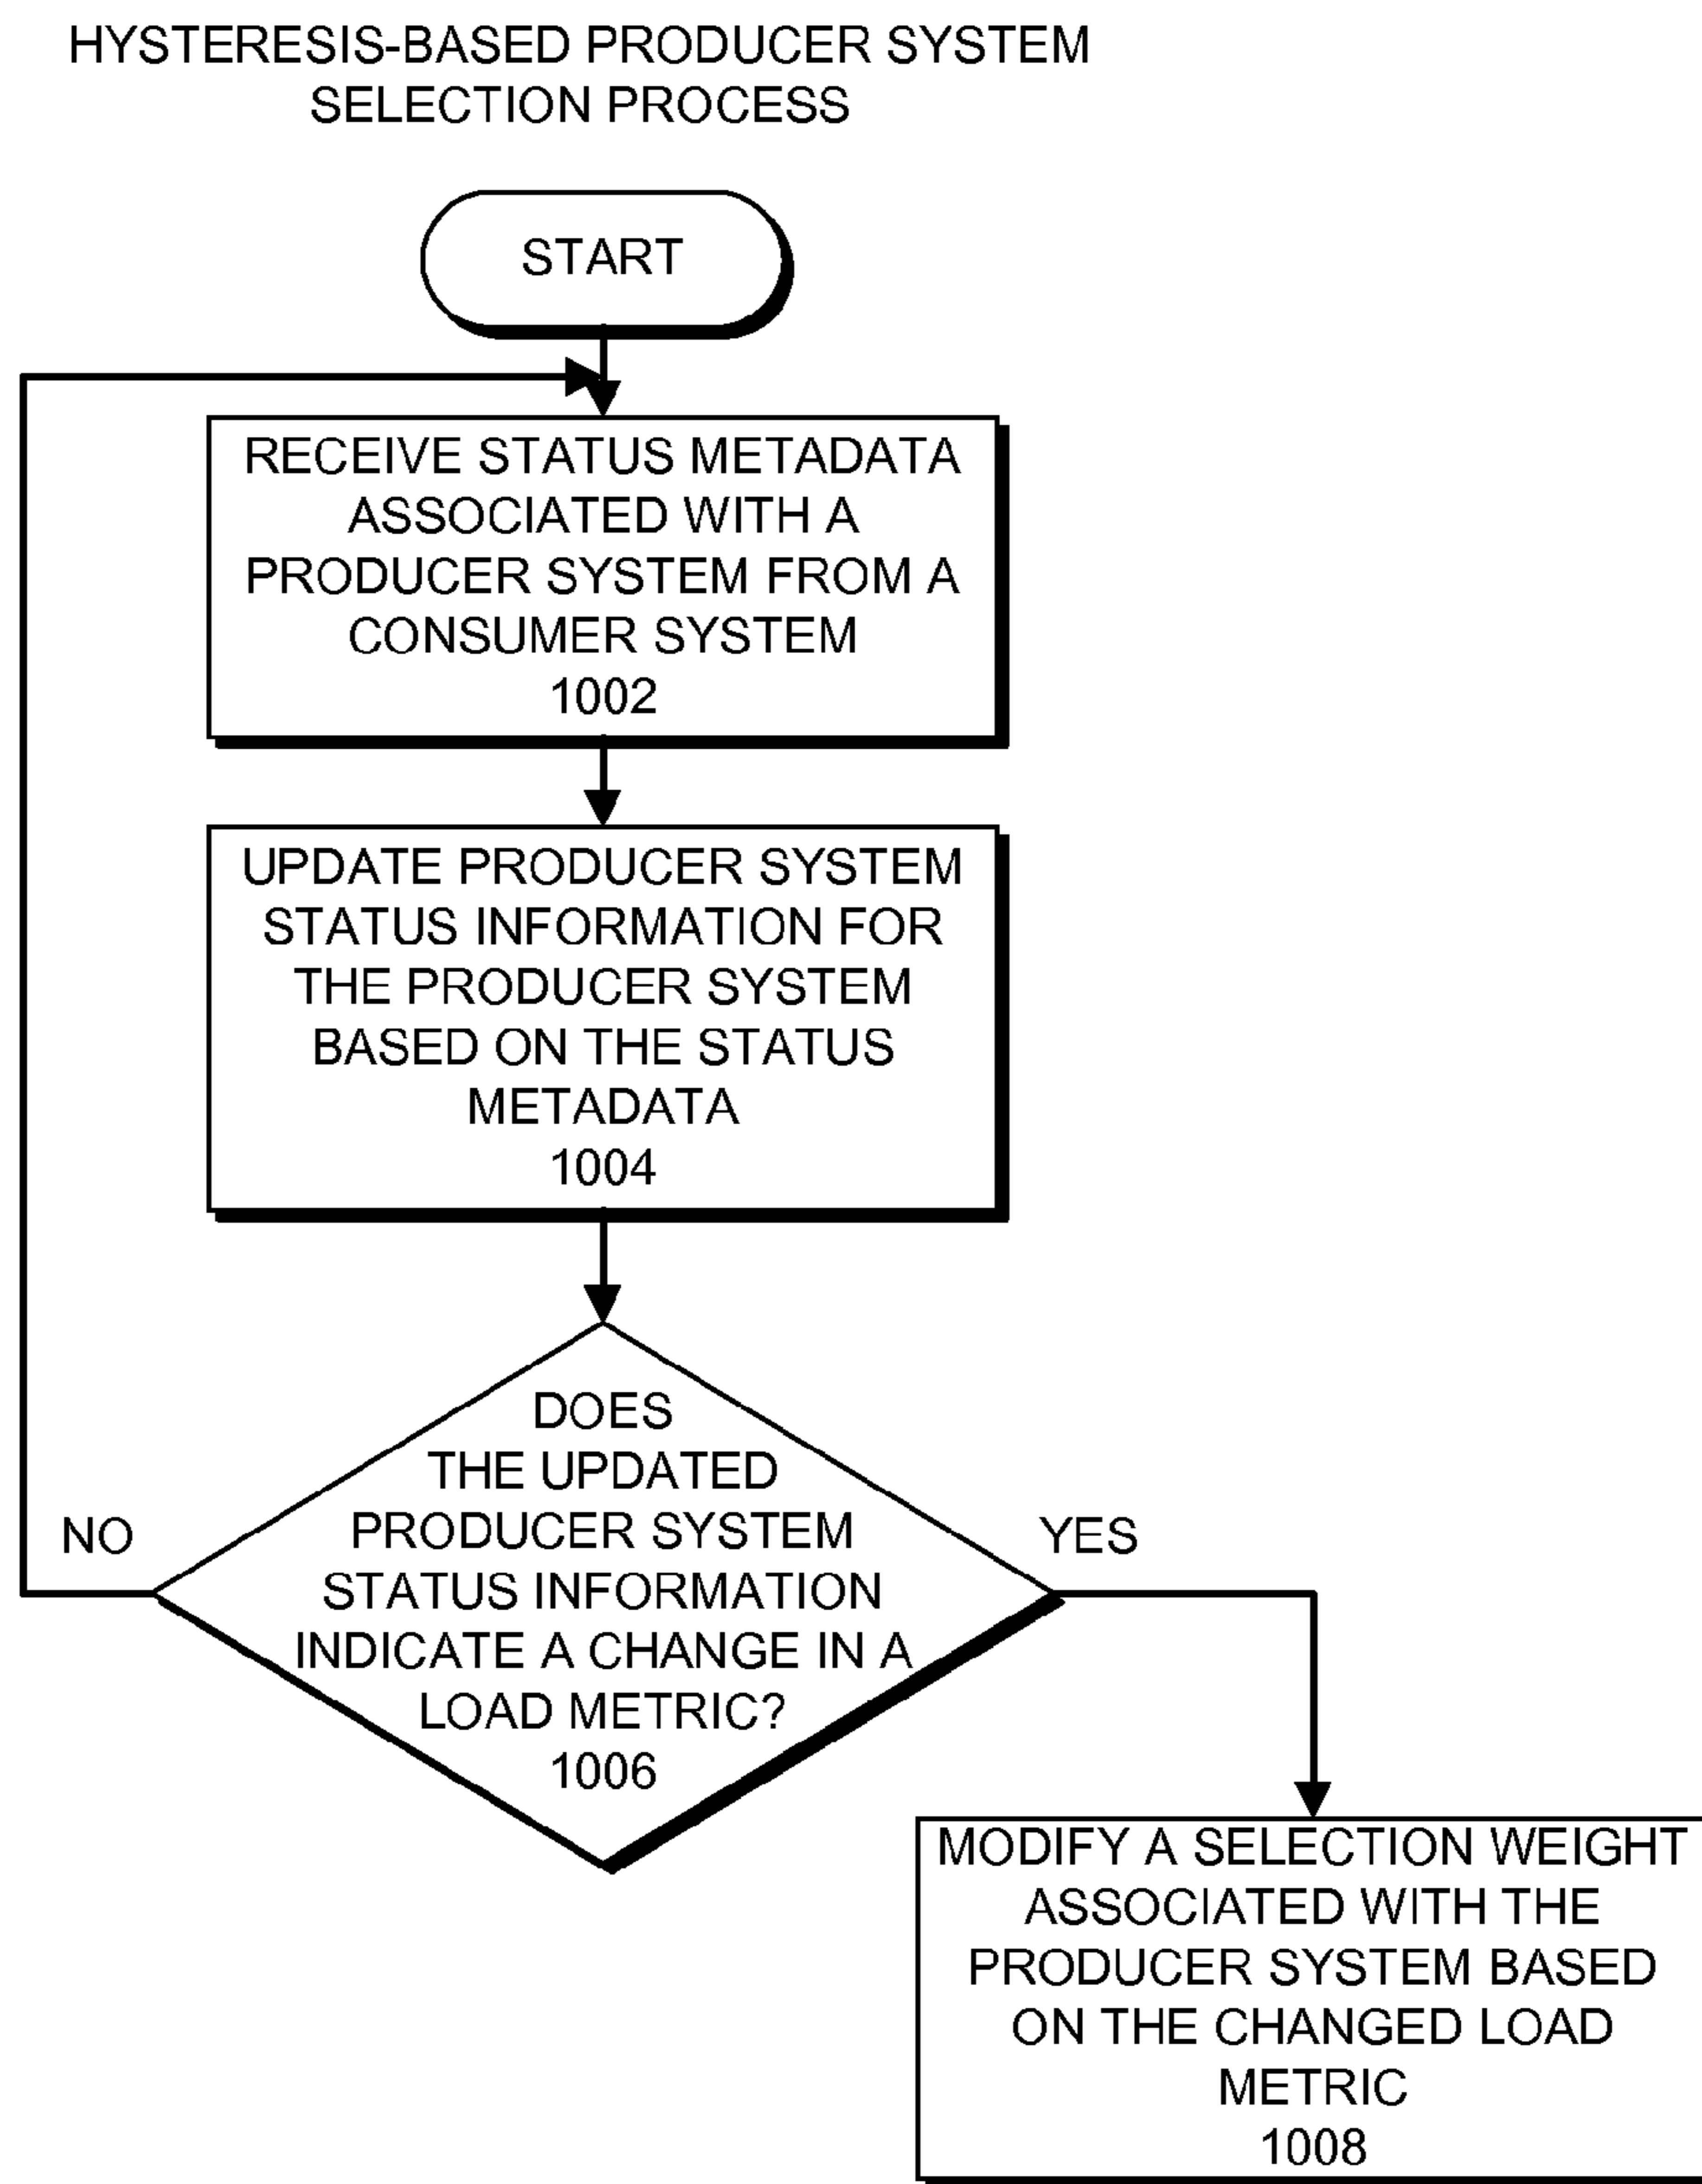 HYSTERESIS-BASED PRODUCER SYSTEM
SELECTION PROCESS
START
RECEIVE STATUS METADATA
ASSOCIATED WITH A
PRODUCER SYSTEM FROM A
CONSUMER SYSTEM
1002
UPDATE PRODUCER SYSTEM
STATUS INFORMATION FOR
THE PRODUCER SYSTEM
BASED ON THE STATUS
METADATA
1004
DOES
THE UPDATED
PRODUCER SYSTEM
STATUS INFORMATION
INDICATE A CHANGE IN A
LOAD METRIC?
1006
NO
YES
MODIFY A SELECTION WEIGHT
ASSOCIATED WITH THE
PRODUCER SYSTEM BASED
ON THE CHANGED LOAD
METRIC
1008